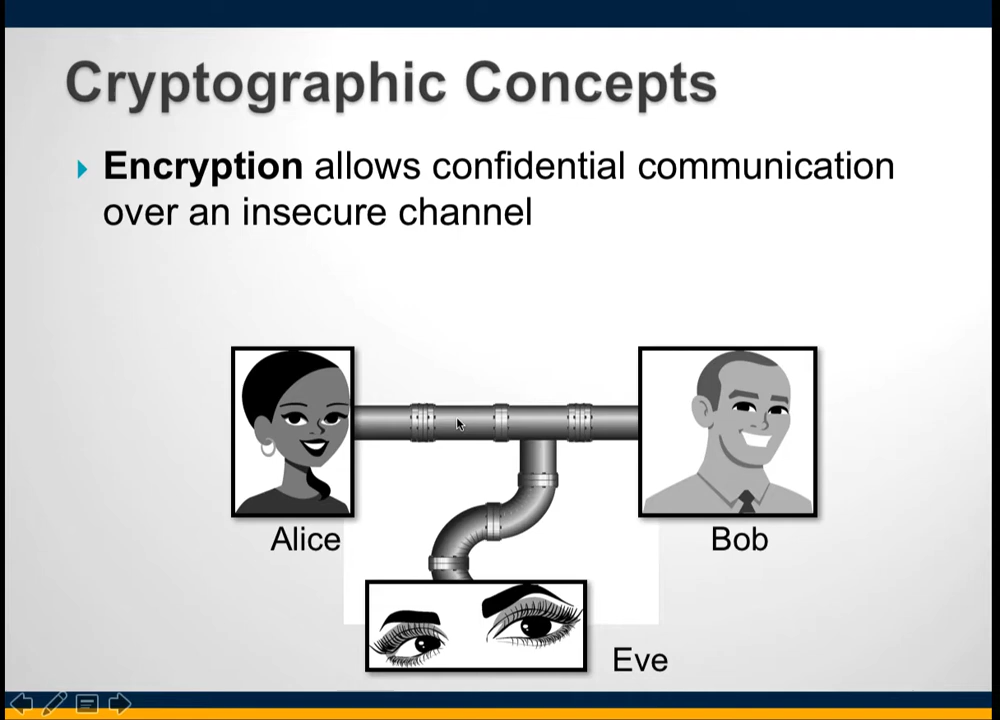 Cryptographic Concepts
Encryption allows confidential communication
over an insecure channel
Alice
Bob
Eve